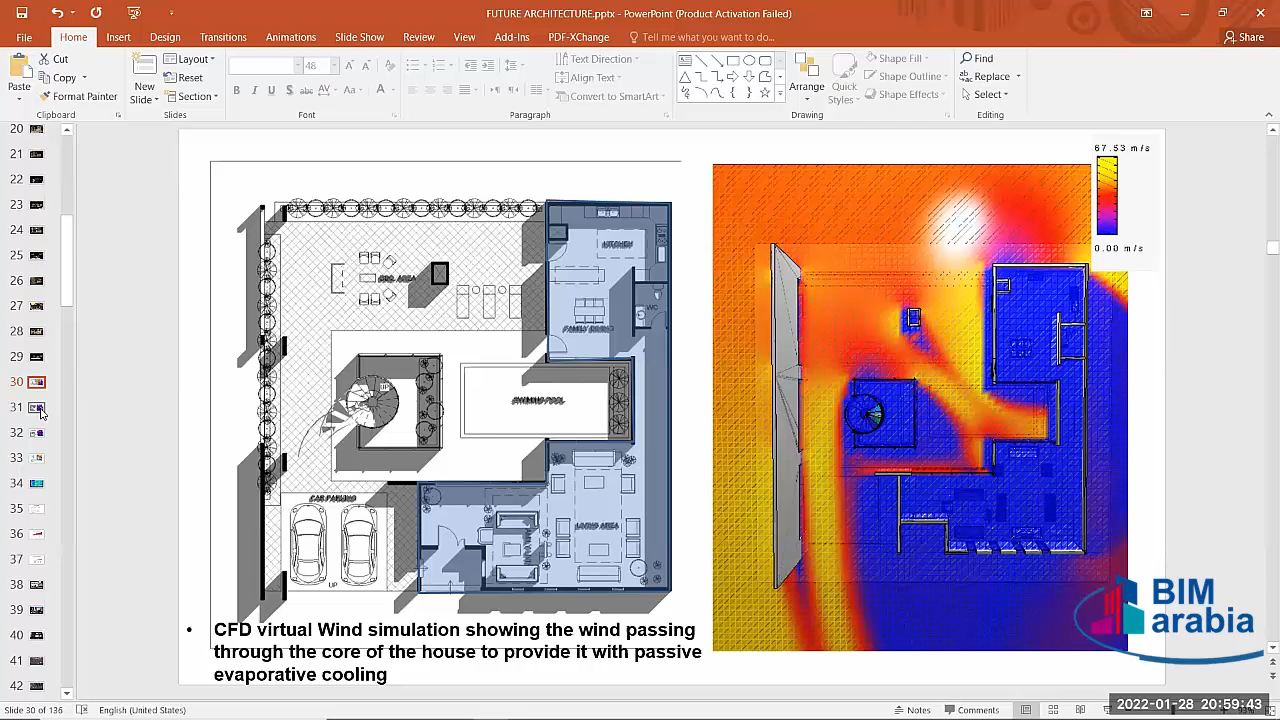 FUTURE ARCHITECTURE.pptx - PowerPoint (Product Activation Failed)
File Home Insert Design Transitions Animations Slide Show Review View Add-Ins PDF-XChange Tell me what you want to do... Share
Paste
Cut
Copy
Format Painter
Clipboard
New Slide
Layout
Reset
Section
Slides
48
Font
Text Direction
Align Text
Convert to SmartArt
Paragraph
Arrange
Quick Styles
Shape Fill
Shape Outline
Shape Effects
Drawing
Find
Replace
Select
Editing
20
21
22
23
24
25
26
27
28
29
30
31
32
33
34
35
36
37
38
39
40
41
42
KITCHEN
BBQ AREA
WC
FAMILY DINING
SWIMMING POOL
CAR PARKING
LIVING AREA
UP
67.53 m/s
0.00 m/s
• CFD virtual Wind simulation showing the wind passing
through the core of the house to provide it with passive
evaporative cooling
BIM
arabia
Slide 30 of 136 English (United States) Notes Comments
2022-01-28 20:59:43